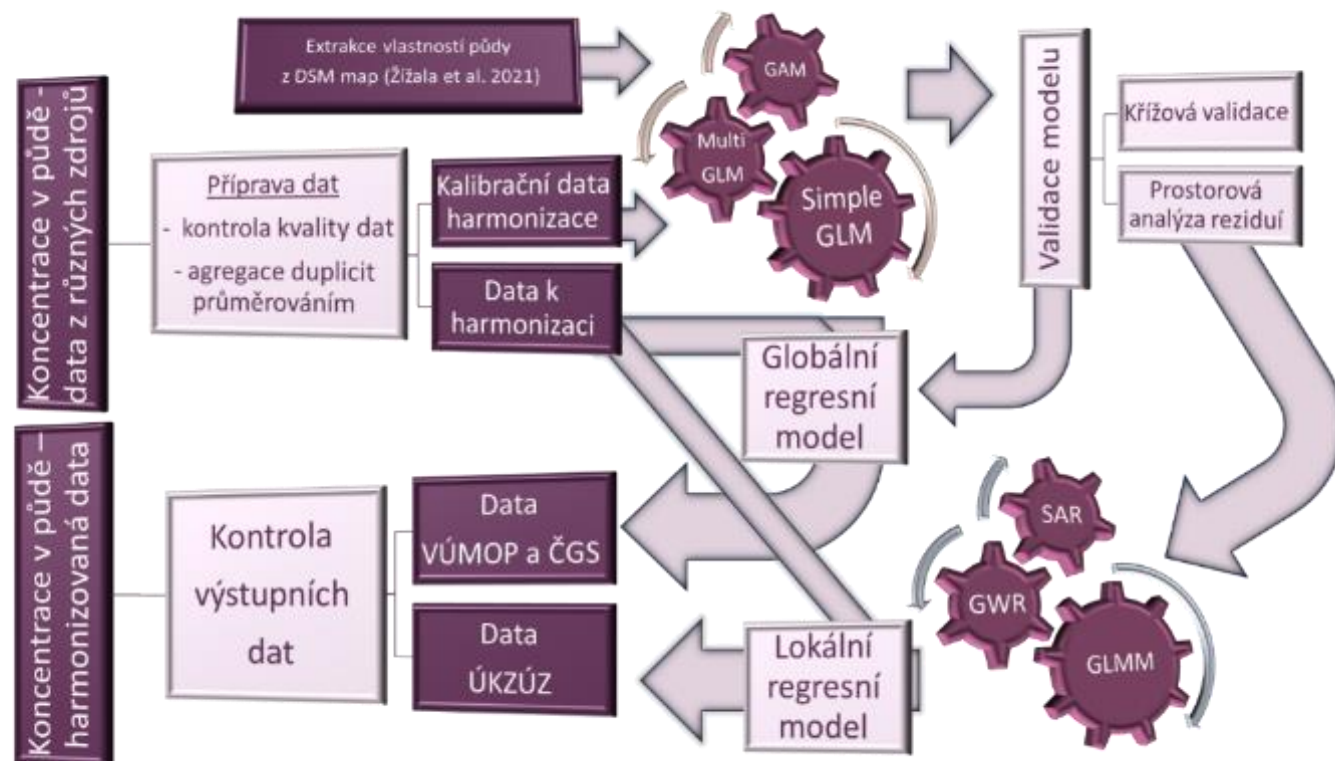 Koncentrace v půdě -
data z různých zdrojů
Extrakce vlastností půdy
z DSM map (Žížala et al. 2021)
Příprava dat
- kontrola kvality dat
- agregace duplicit
průměrováním
Kalibrační data
harmonizace
Data k
harmonizaci
GAM
Multi
GLM
Simple
GLM
Validace modelu
Křížová validace
Prostorová
analýza reziduí
Globální
regresní
model
SAR
GWR
GLMM
Lokální
regresní
model
Data
VÚMOP a ČGS
Data
ÚKZÚZ
Kontrola
výstupních
dat
Koncentrace v půdě –
harmonizovaná data